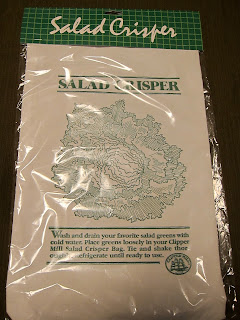 Salad Crisper
SALAD CRISPER
Wash and drain your favorite salad greens with
cold water. Place greens loosely in your Clipper
Mill Salad Crisper Bag. Tie and shake thor
refrigerate until ready to use.